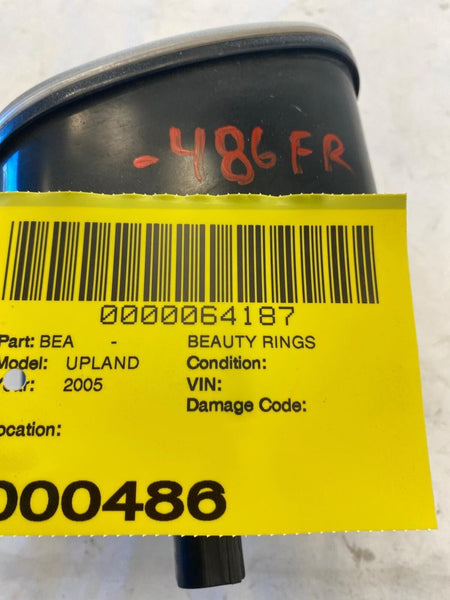 -486FR
0000064187
Part: BEA - BEAUTY RINGS
Model: UPLAND Condition:
2005 VIN:
Damage Code:
ocation:
000486